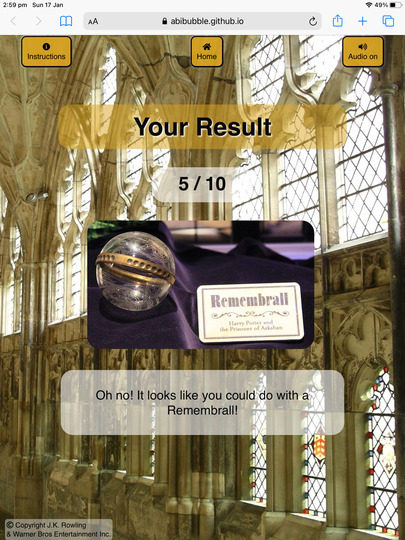 2:59 pm Sun 17 Jan
49%
AA
abibubble.github.io
Instructions
Home
Audio on
Your Result
5 / 10
Remembrall
Harry Potter and
the Prisoner of Azkaban
Oh no! It looks like you could do with a
Remembrall!
© Copyright J.K. Rowling
& Warner Bros Entertainment Inc.